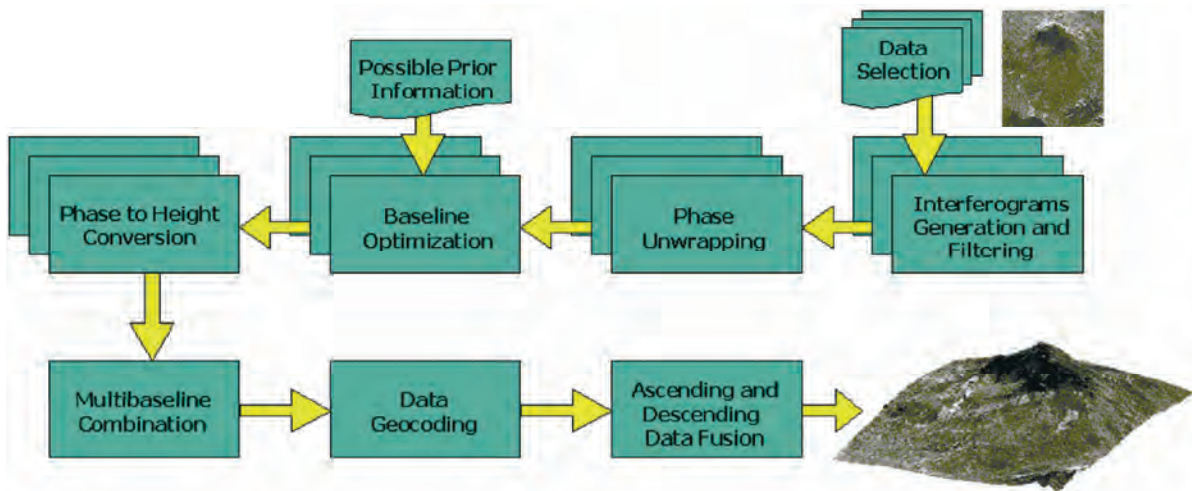 Possible Prior
Information
Data
Selection
Phase to Height
Conversion
Baseline
Optimization
Phase
Unwrapping
Interferograms
Generation and
Filtering
Multibaseline
Combination
Data
Geocoding
Ascending and
Descending
Data Fusion